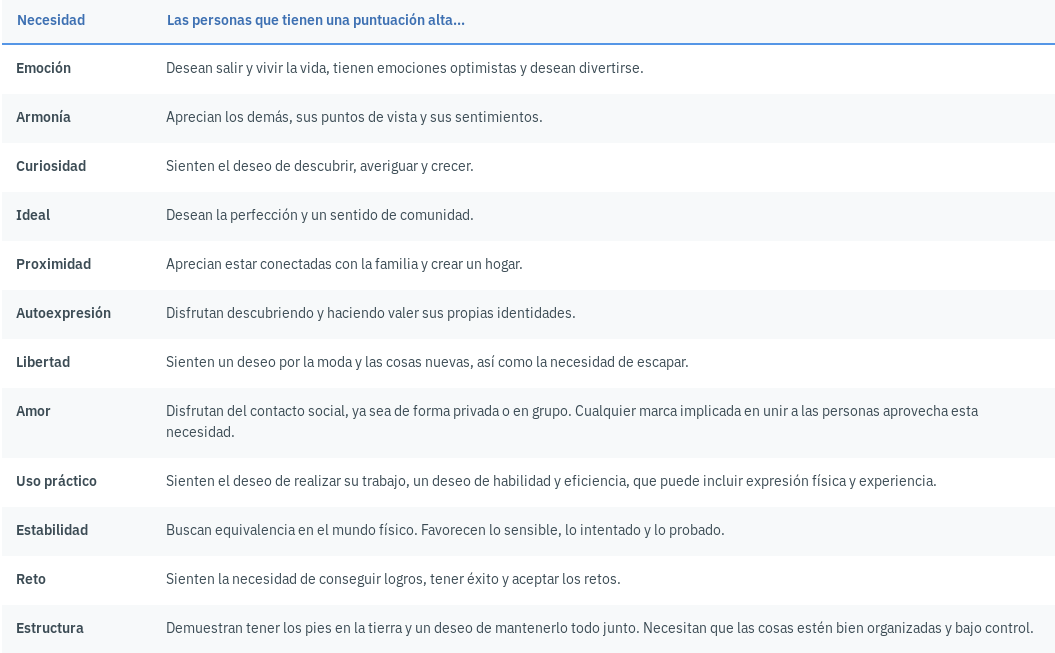 Necesidad Las personas que tienen una puntuación alta...
Emoción Desean salir y vivir la vida, tienen emociones optimistas y desean divertirse.
Armonía Aprecian los demás, sus puntos de vista y sus sentimientos.
Curiosidad Sienten el deseo de descubrir, averiguar y crecer.
Ideal Desean la perfección y un sentido de comunidad.
Proximidad Aprecian estar conectadas con la familia y crear un hogar.
Autoexpresión Disfrutan descubriendo y haciendo valer sus propias identidades.
Libertad Sienten un deseo por la moda y las cosas nuevas, así como la necesidad de escapar.
Amor Disfrutan del contacto social, ya sea de forma privada o en grupo. Cualquier marca implicada en unir a las personas aprovecha esta
necesidad.
Uso práctico Sienten el deseo de realizar su trabajo, un deseo de habilidad y eficiencia, que puede incluir expresión física y experiencia.
Estabilidad Buscan equivalencia en el mundo físico. Favorecen lo sensible, lo intentado y lo probado.
Reto Sienten la necesidad de conseguir logros, tener éxito y aceptar los retos.
Estructura Demuestran tener los pies en la tierra y un deseo de mantenerlo todo junto. Necesitan que las cosas estén bien organizadas y bajo control.